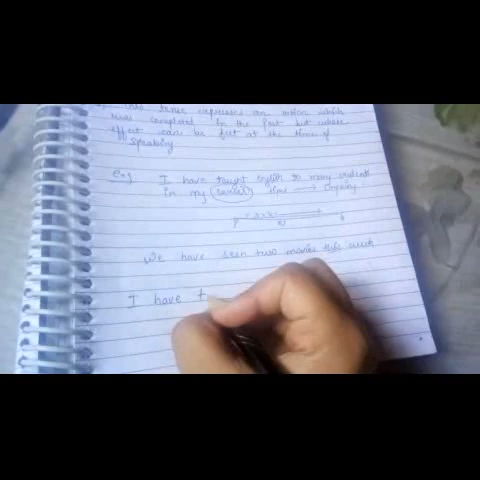 this tense expresses an action which
was completed in the past but whose
effect can be felt at the time of
speaking
eg I have taught english to many students
in my career time → Ongoing
P N f
We have seen two movies this week
I have t